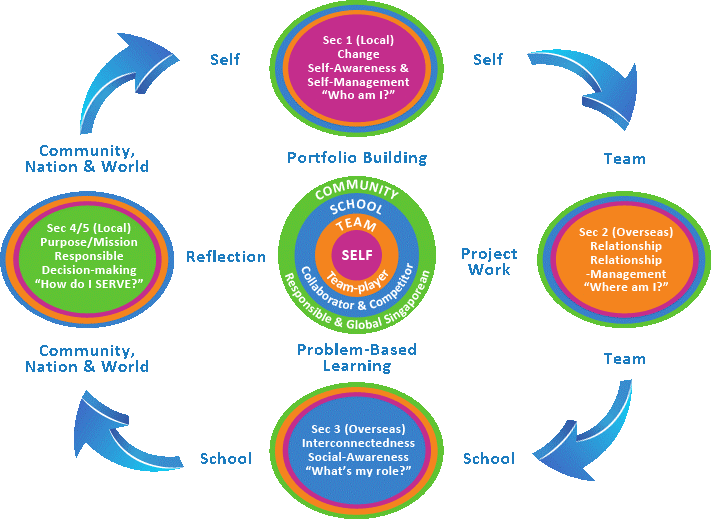 Self
Sec 1 (Local)
Change
Self-Awareness &
Self-Management
“Who am I?”
Self
Community,
Nation & World
Portfolio Building
Team
Sec 4/5 (Local)
Purpose/Mission
Responsible
Decision-making
“How do I SERVE?”
Reflection
COMMUNITY
SCHOOL
TEAM
SELF
Team-player
Collaborator & Competitor
Responsible & Global Singaporean
Project
Work
Sec 2 (Overseas)
Relationship
Relationship
-Management
“Where am I?”
Community,
Nation & World
Problem-Based
Learning
Team
School
Sec 3 (Overseas)
Interconnectedness
Social-Awareness
“What’s my role?”
School